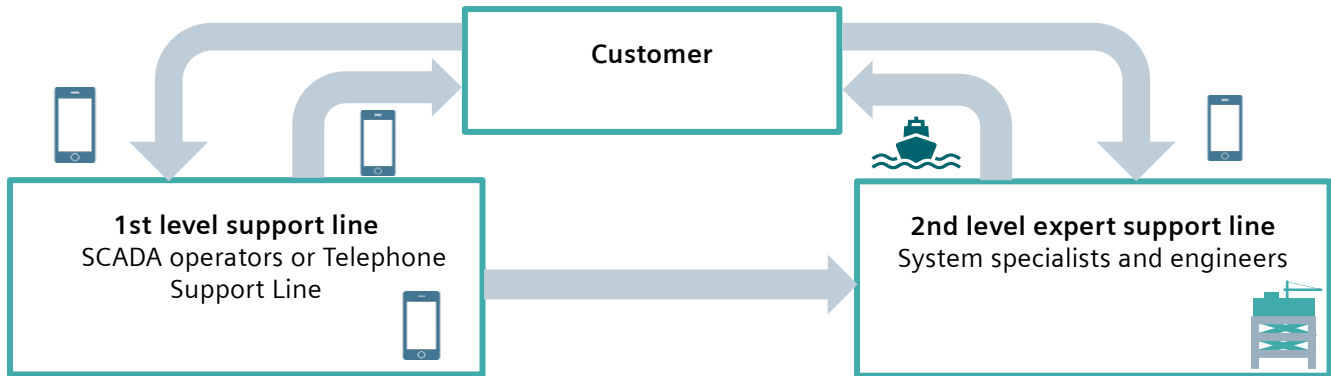 Customer
1st level support line
SCADA operators or Telephone
Support Line
2nd level expert support line
System specialists and engineers